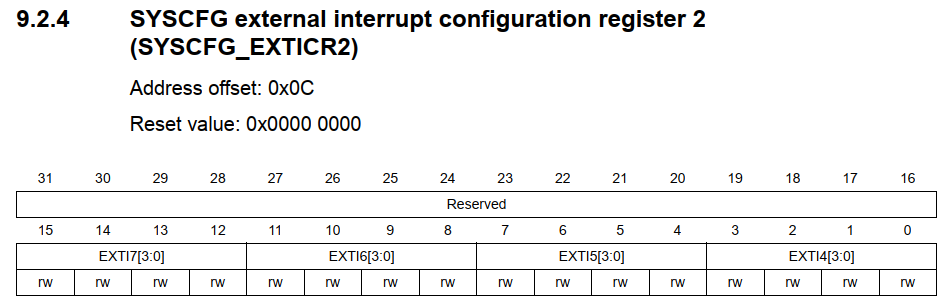 9.2.4 SYSCFG external interrupt configuration register 2
(SYSCFG_EXTICR2)
Address offset: 0x0C
Reset value: 0x0000 0000
31 30 29 28 27 26 25 24 23 22 21 20 19 18 17 16
Reserved
15 14 13 12 11 10 9 8 7 6 5 4 3 2 1 0
EXTI7[3:0] EXTI6[3:0] EXTI5[3:0] EXTI4[3:0]
rw rw rw rw rw rw rw rw rw rw rw rw rw rw rw rw